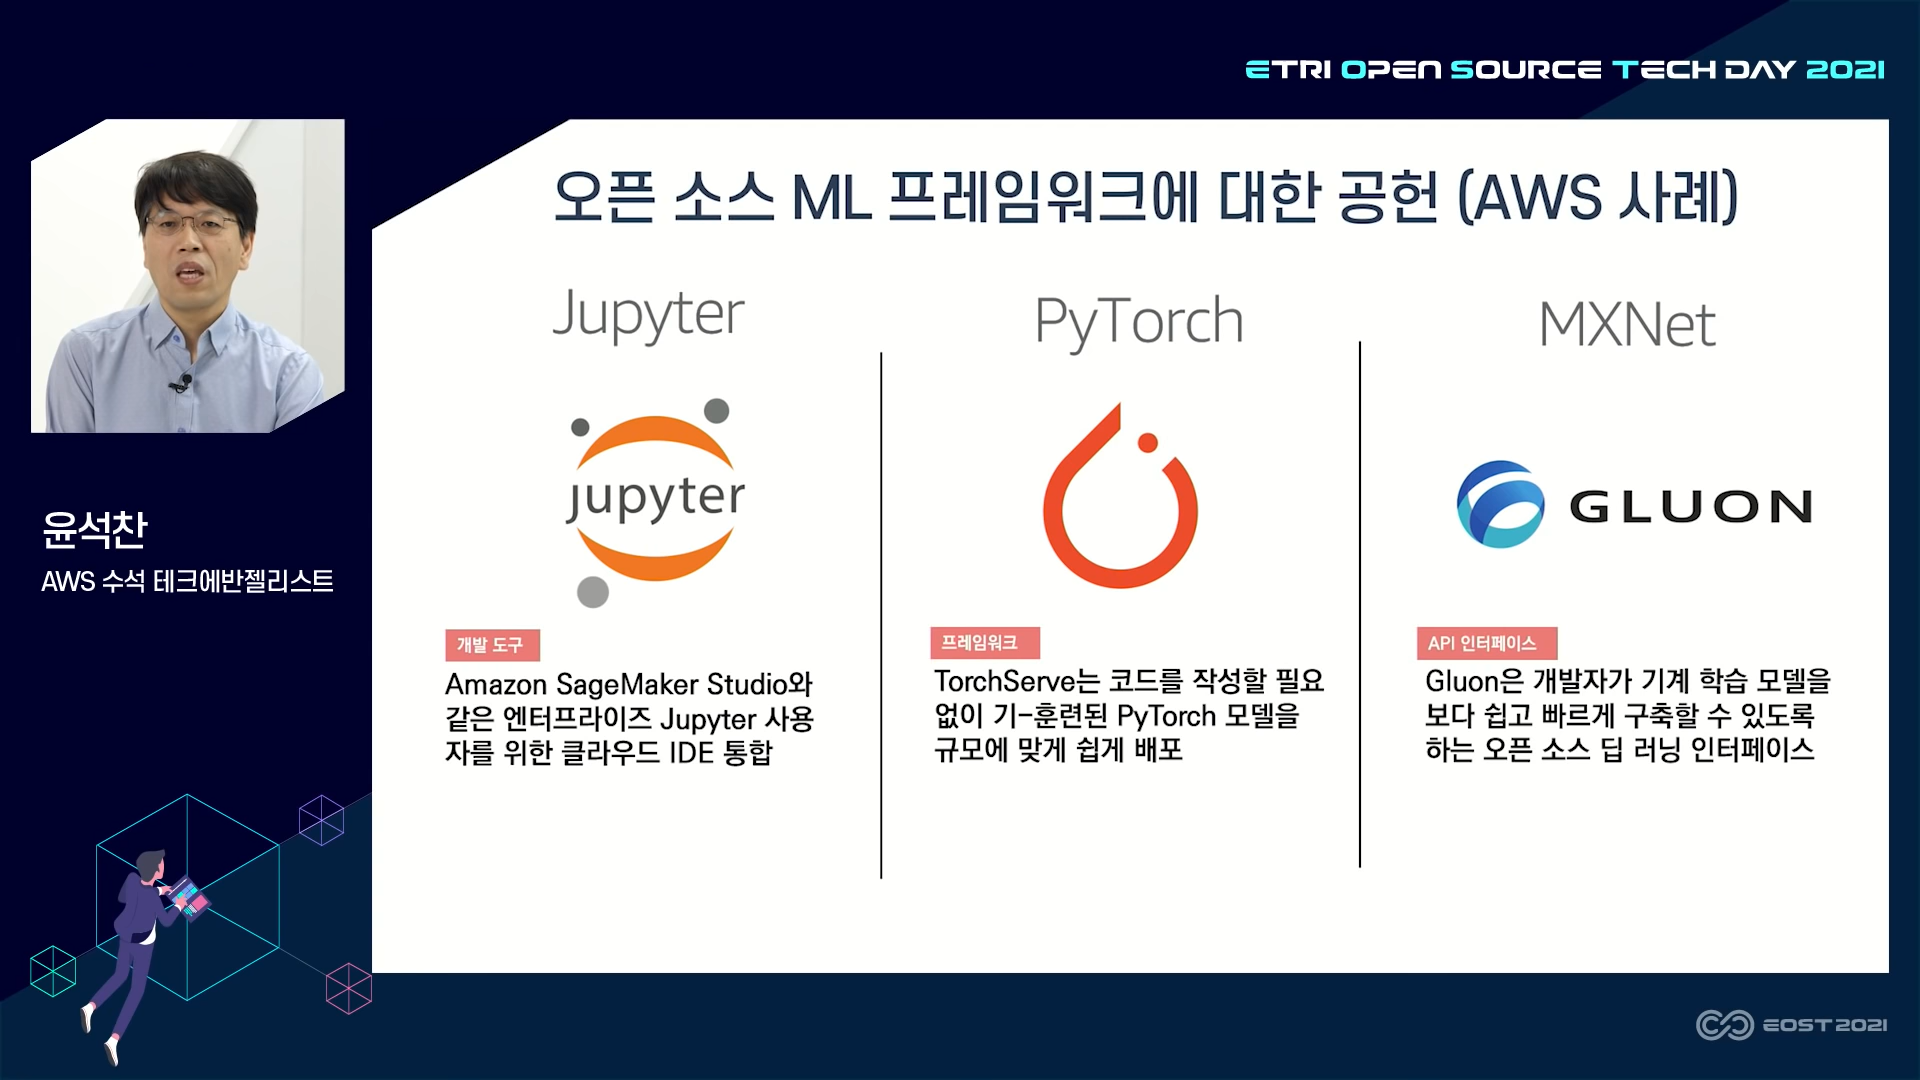 ETRI OPEN SOURCE TECH DAY 2021
오픈 소스 ML 프레임워크에 대한 공헌 (AWS 사례)
윤석찬
AWS 수석 테크에반젤리스트
Jupyter
jupyter
개발 도구
Amazon SageMaker Studio와
같은 엔터프라이즈 Jupyter 사용
자를 위한 클라우드 IDE 통합
PyTorch
프레임워크
TorchServe는 코드를 작성할 필요
없이 기-훈련된 PyTorch 모델을
규모에 맞게 쉽게 배포
MXNet
GLUON
API 인터페이스
Gluon은 개발자가 기계 학습 모델을
보다 쉽고 빠르게 구축할 수 있도록
하는 오픈 소스 딥 러닝 인터페이스
EOST 2021